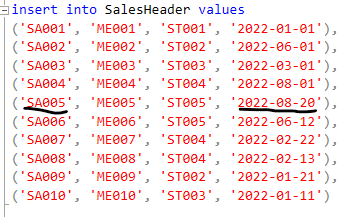 insert into SalesHeader values
('SA001', 'ME001', 'ST001', '2022-01-01'),
('SA002', 'ME002', 'ST002', '2022-06-01'),
('SA003', 'ME003', 'ST003', '2022-03-01'),
('SA004', 'ME004', 'ST004', '2022-08-01'),
('SA005', 'ME005', 'ST005', '2022-08-20'),
('SA006', 'ME006', 'ST005', '2022-06-12'),
('SA007', 'ME007', 'ST004', '2022-02-22'),
('SA008', 'ME008', 'ST004', '2022-02-13'),
('SA009', 'ME009', 'ST002', '2022-01-21'),
('SA010', 'ME010', 'ST003', '2022-01-11')